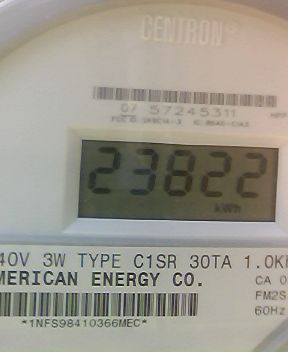 CENTRON®
07 57245311
23822
kWh
40V 3W TYPE C1SR 30TA 1.0K
MERICAN ENERGY CO.
CA 0
FM2S
60Hz
*1NFS98410366MEC*